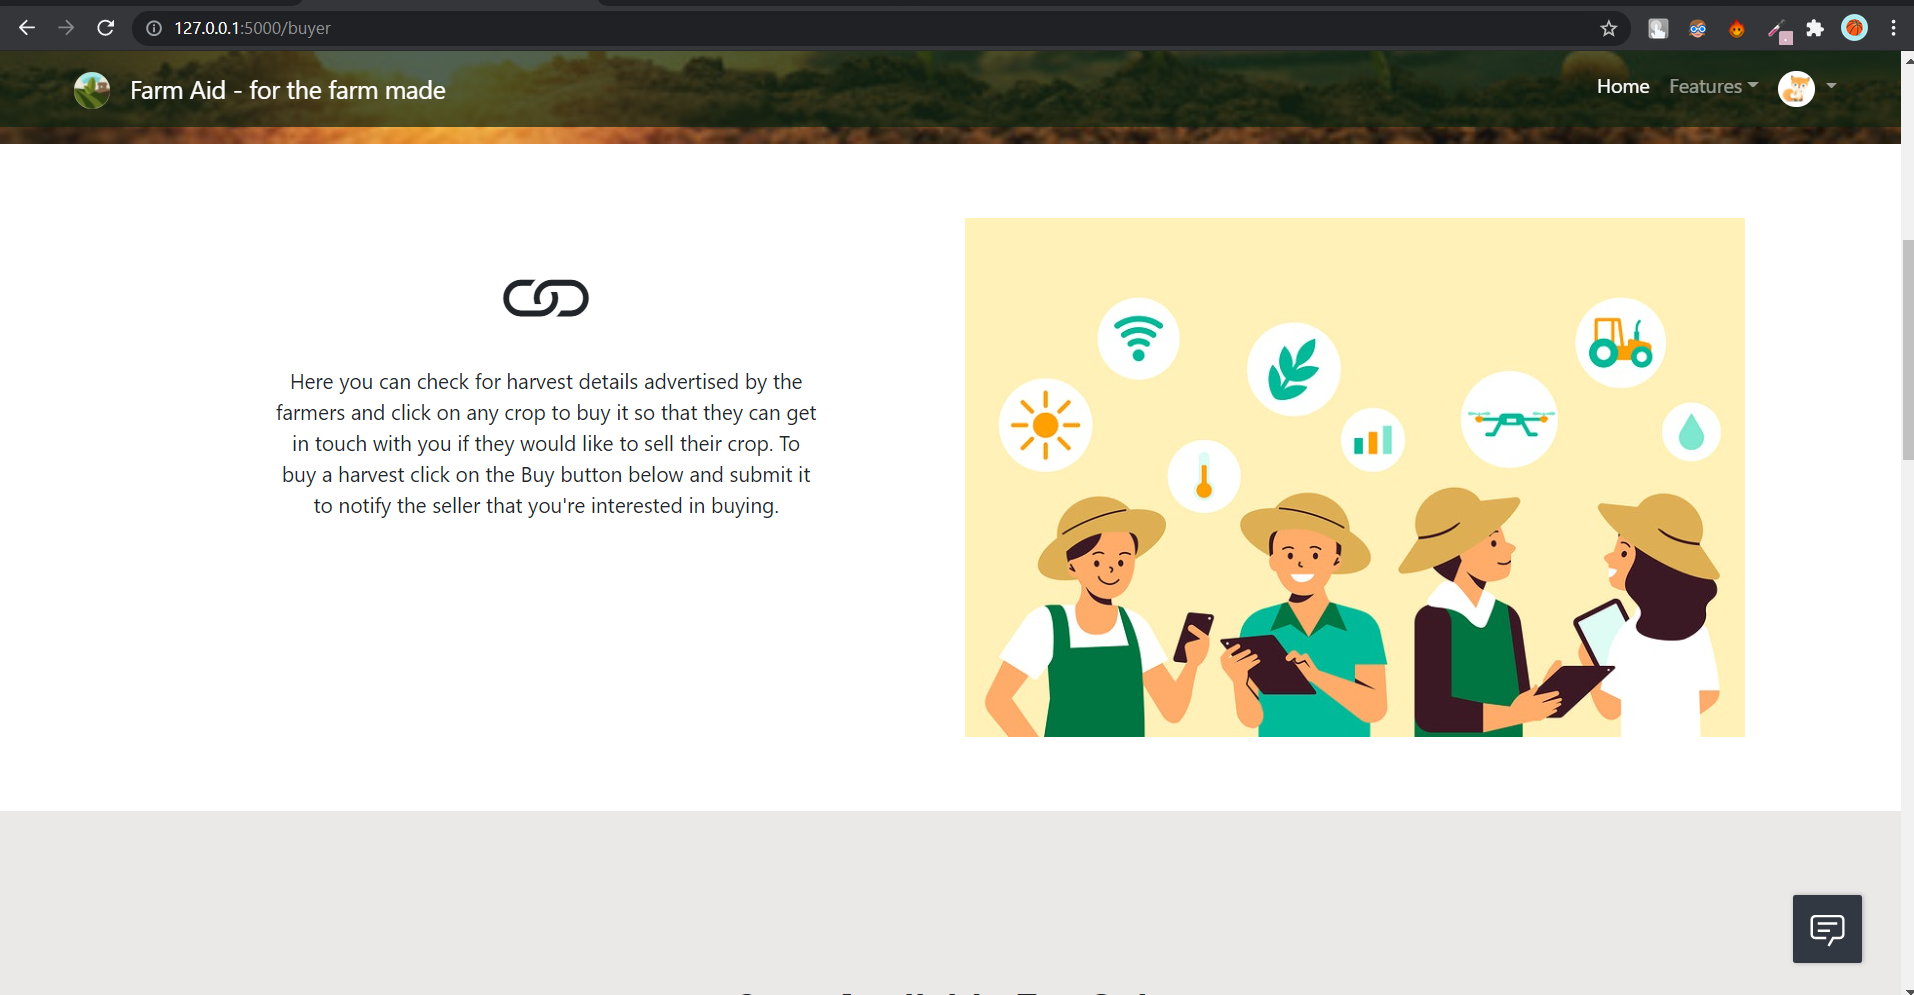 127.0.0.1:5000/buyer
Farm Aid - for the farm made
Home
Features
Here you can check for harvest details advertised by the
farmers and click on any crop to buy it so that they can get
in touch with you if they would like to sell their crop. To
buy a harvest click on the Buy button below and submit it
to notify the seller that you're interested in buying.